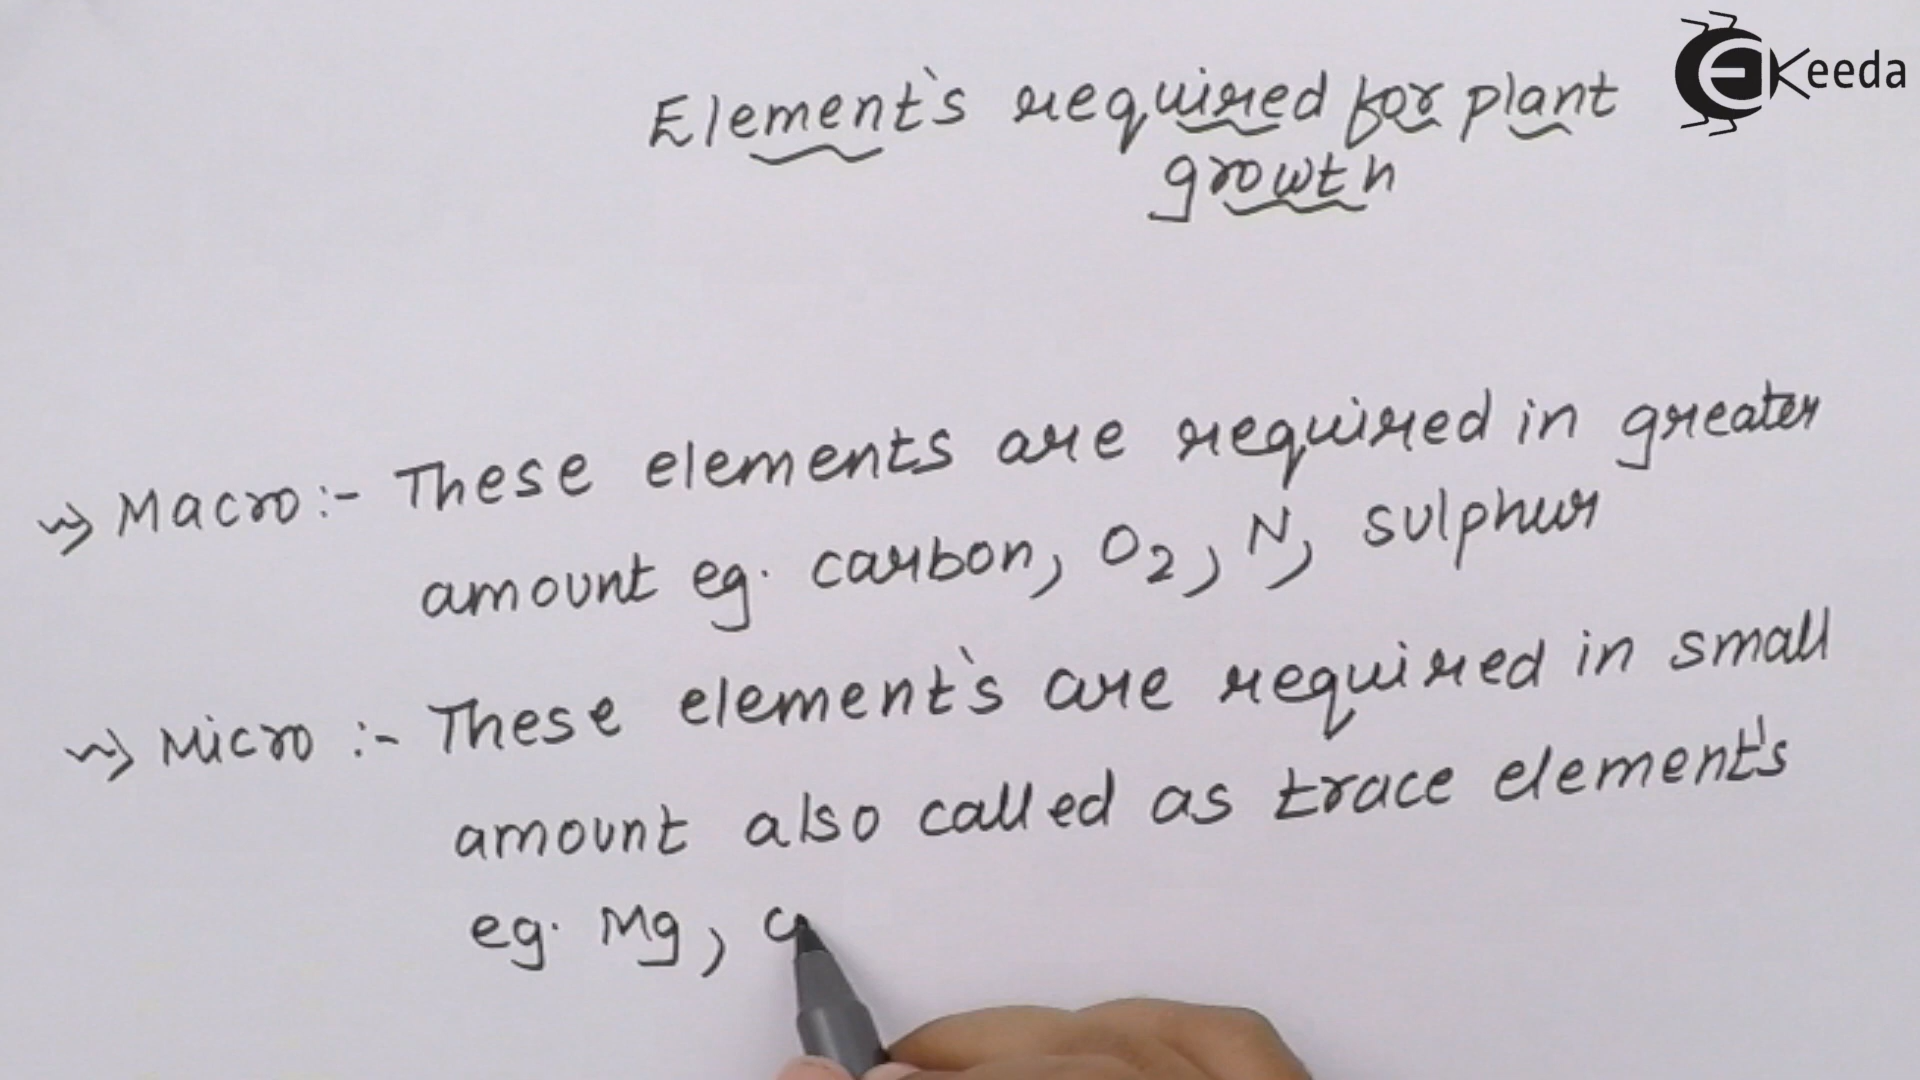 EKeeda
Element's required for plant
growth
Macro:- These elements are required in greater
amount eg. carbon, O2, N, sulphur
Micro:- These element's are required in small
amount also called as trace element's
eg. Mg,